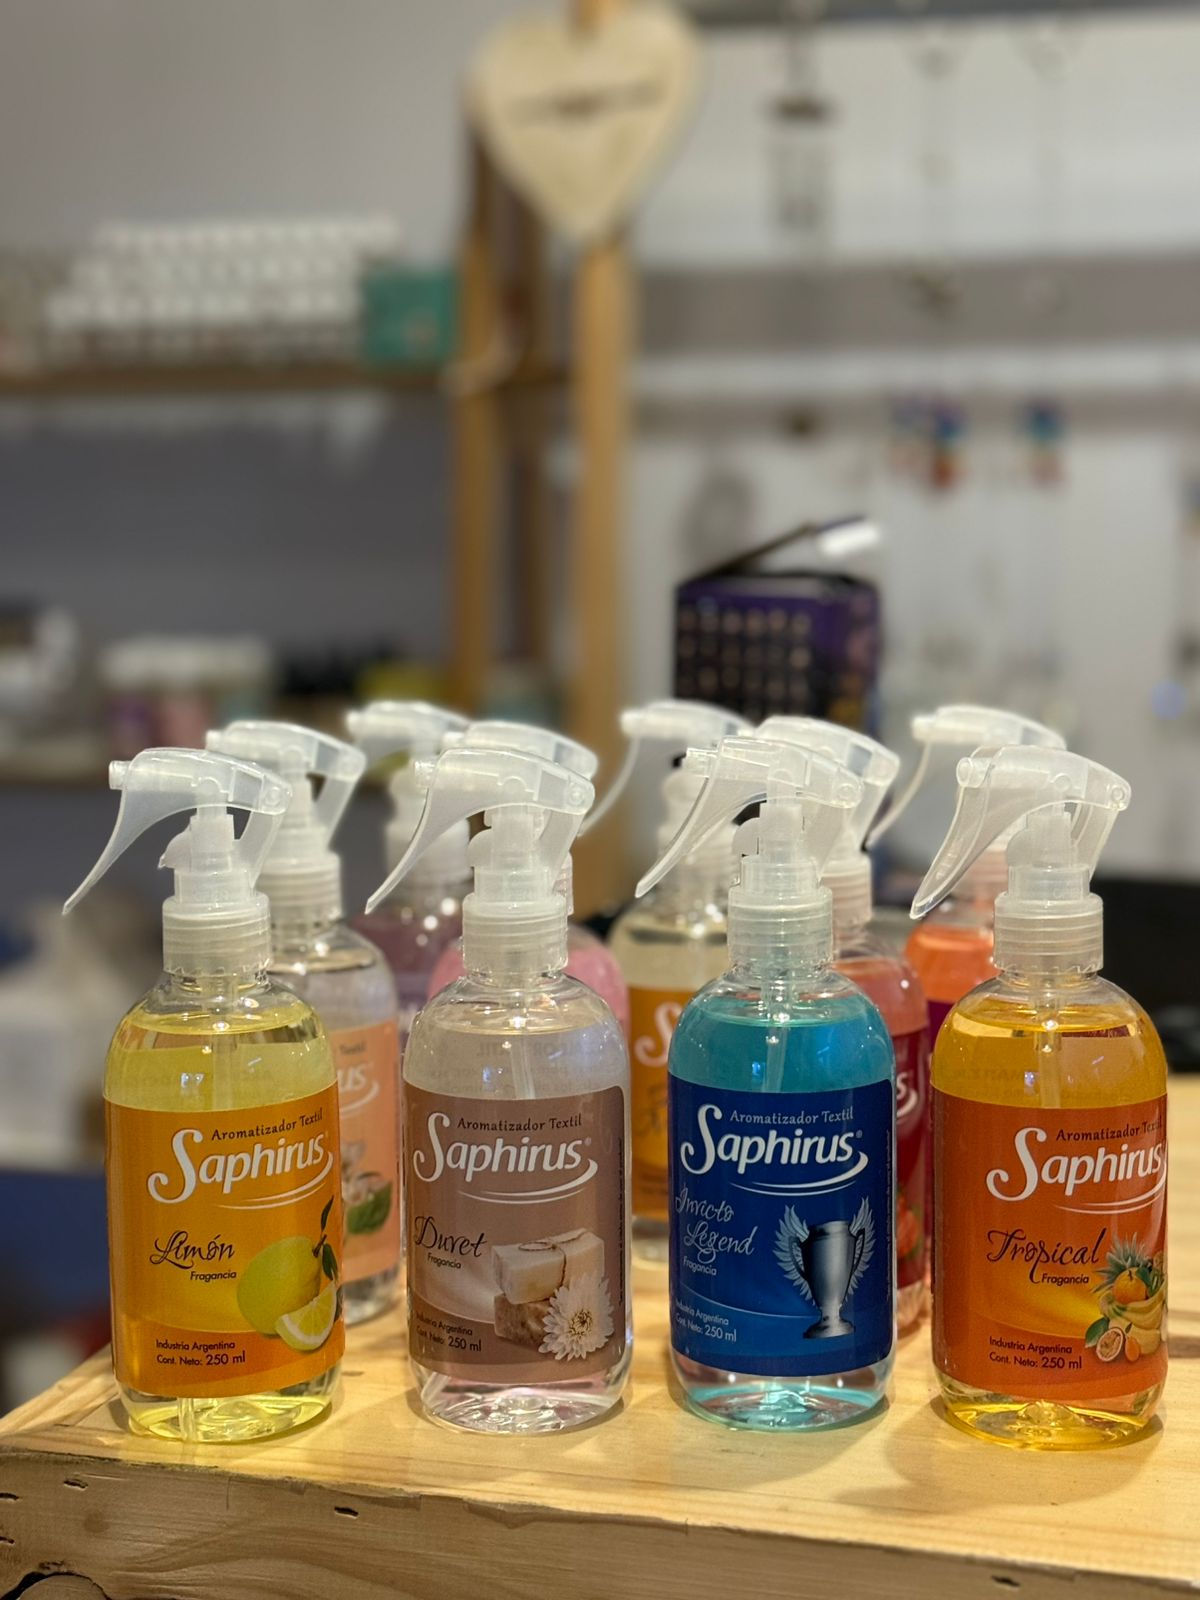 Aromatizador Textil
Saphirus
Limón
Fragancia
Industria Argentina
Cont. Neto: 250 ml
Aromatizador Textil
Saphirus®
Duvet
Fragancia
Industria Argentina
Cont. Neto: 250 ml
Aromatizador Textil
Saphirus®
Invicto
Legend
Fragancia
Industria Argentina
Cont. Neto: 250 ml
Aromatizador Textil
Saphirus
Tropical
Fragancia
Industria Argentina
Cont. Neto: 250 ml